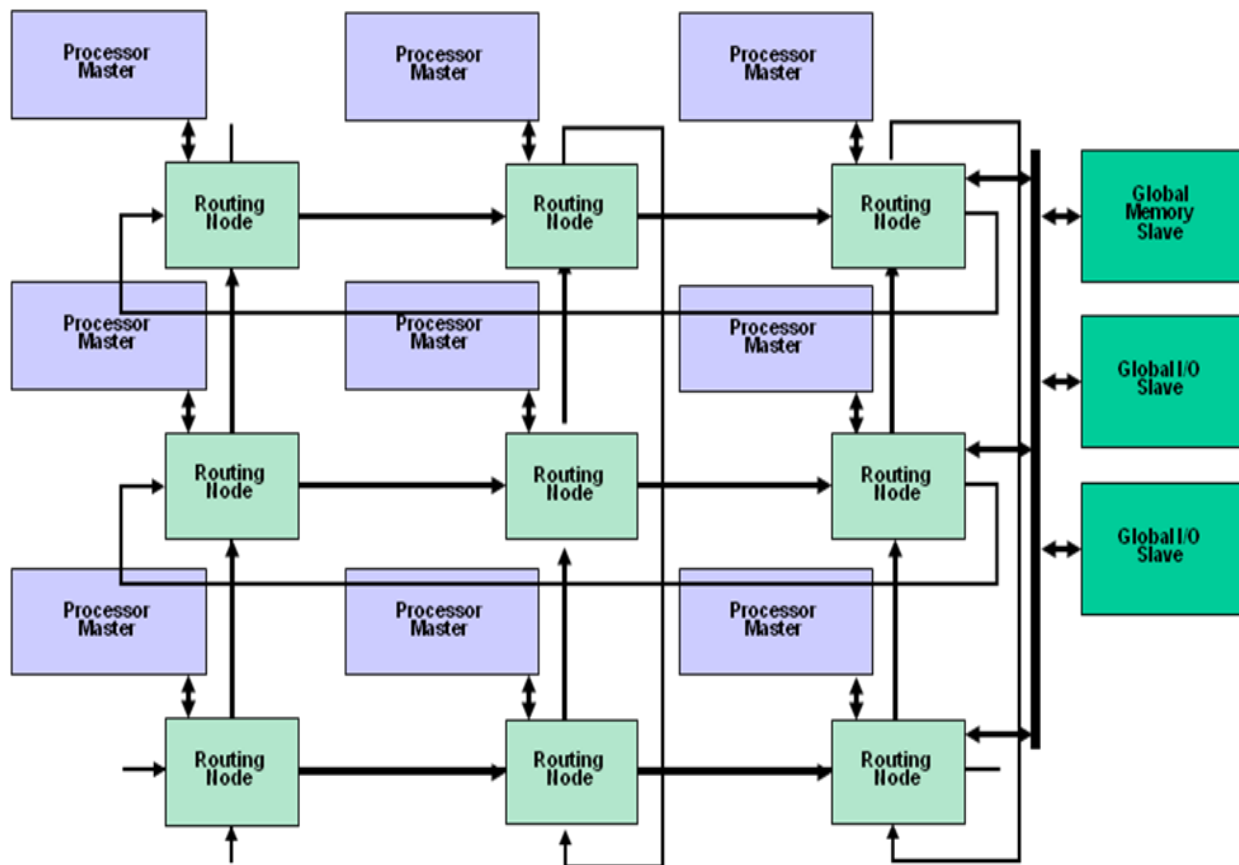 Processor
Master
Processor
Master
Processor
Master
Routing
Node
Routing
Node
Routing
Node
Global
Memory
Slave
Processor
Master
Processor
Master
Processor
Master
Global I/O
Slave
Routing
Node
Routing
Node
Routing
Node
Global I/O
Slave
Processor
Master
Processor
Master
Processor
Master
Routing
Node
Routing
Node
Routing
Node